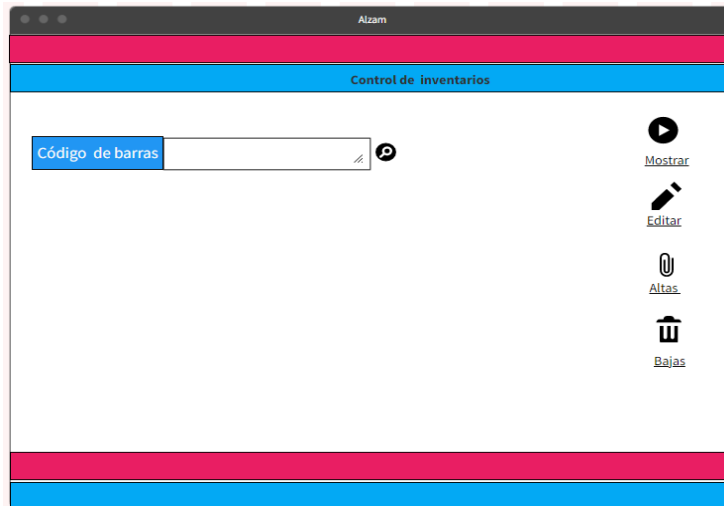 Alzam
Control de inventarios
Código de barras
Mostrar
Editar
Altas
Bajas